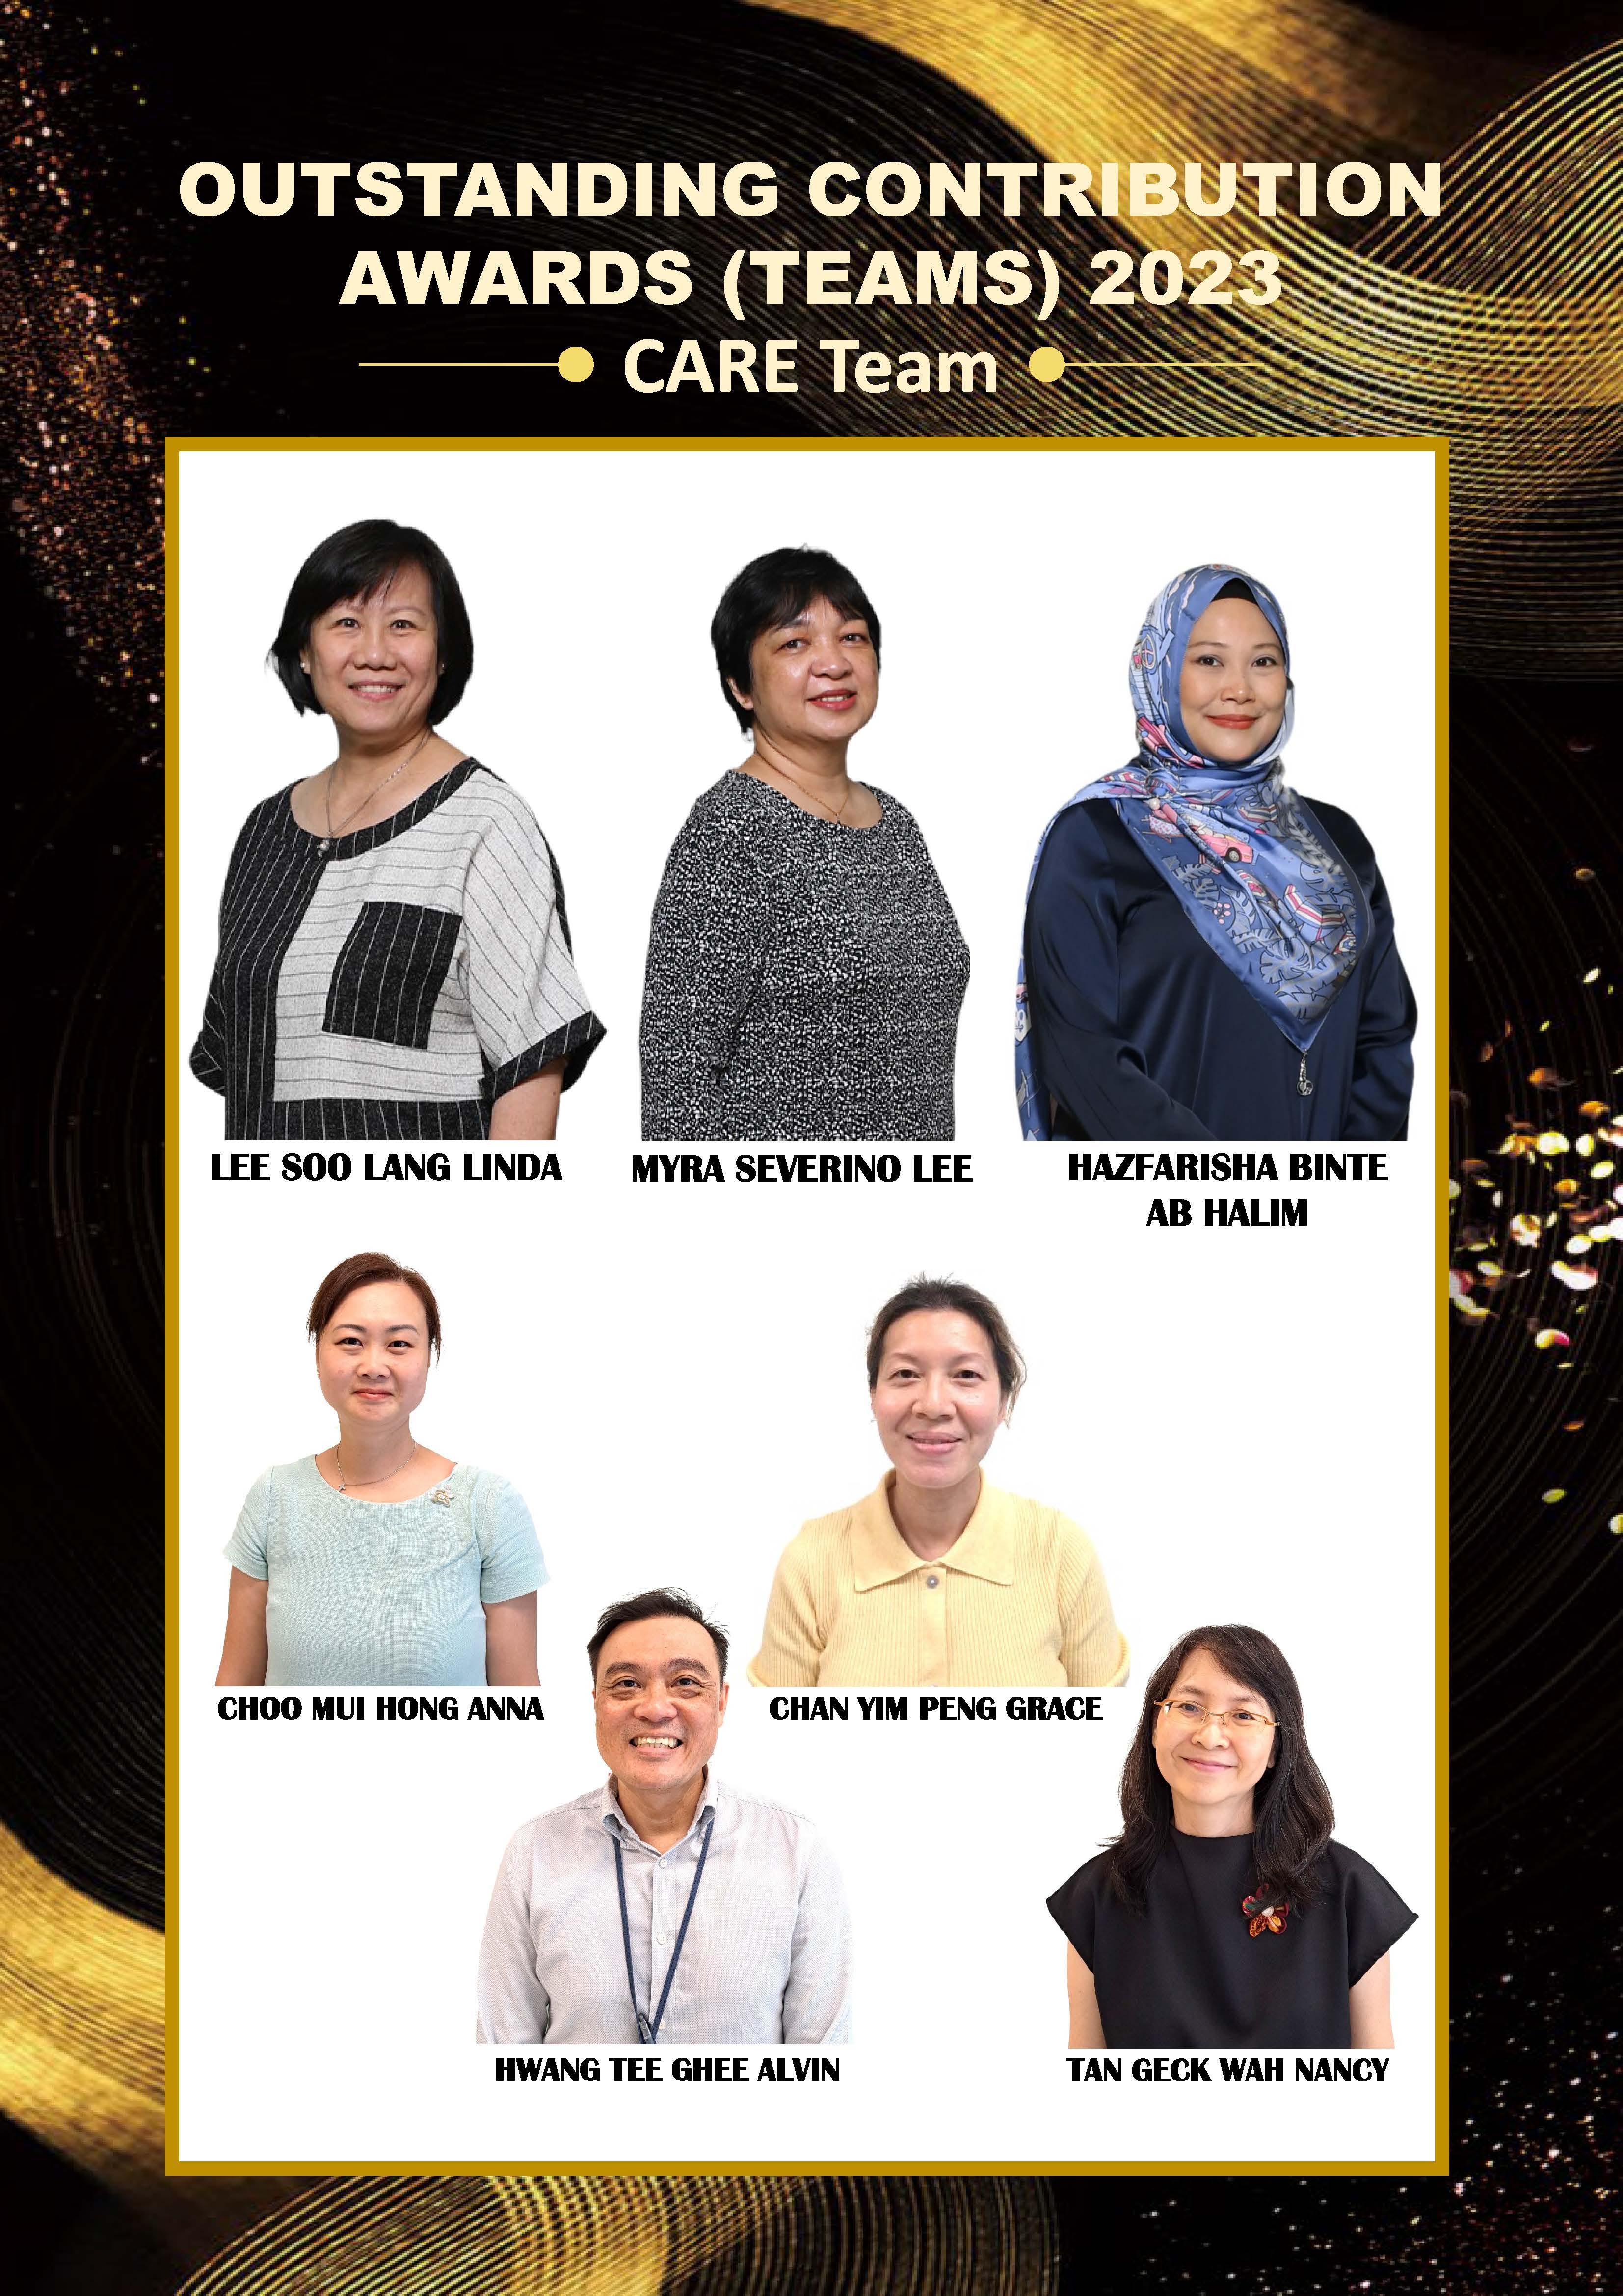 OUTSTANDING CONTRIBUTION
AWARDS (TEAMS) 2023
CARE Team
LEE SOO LANG LINDA
MYRA SEVERINO LEE
HAZFARISHA BINTE
AB HALIM
CHOO MUI HONG ANNA
CHAN YIM PENG GRACE
HWANG TEE GHEE ALVIN
TAN GECK WAH NANCY